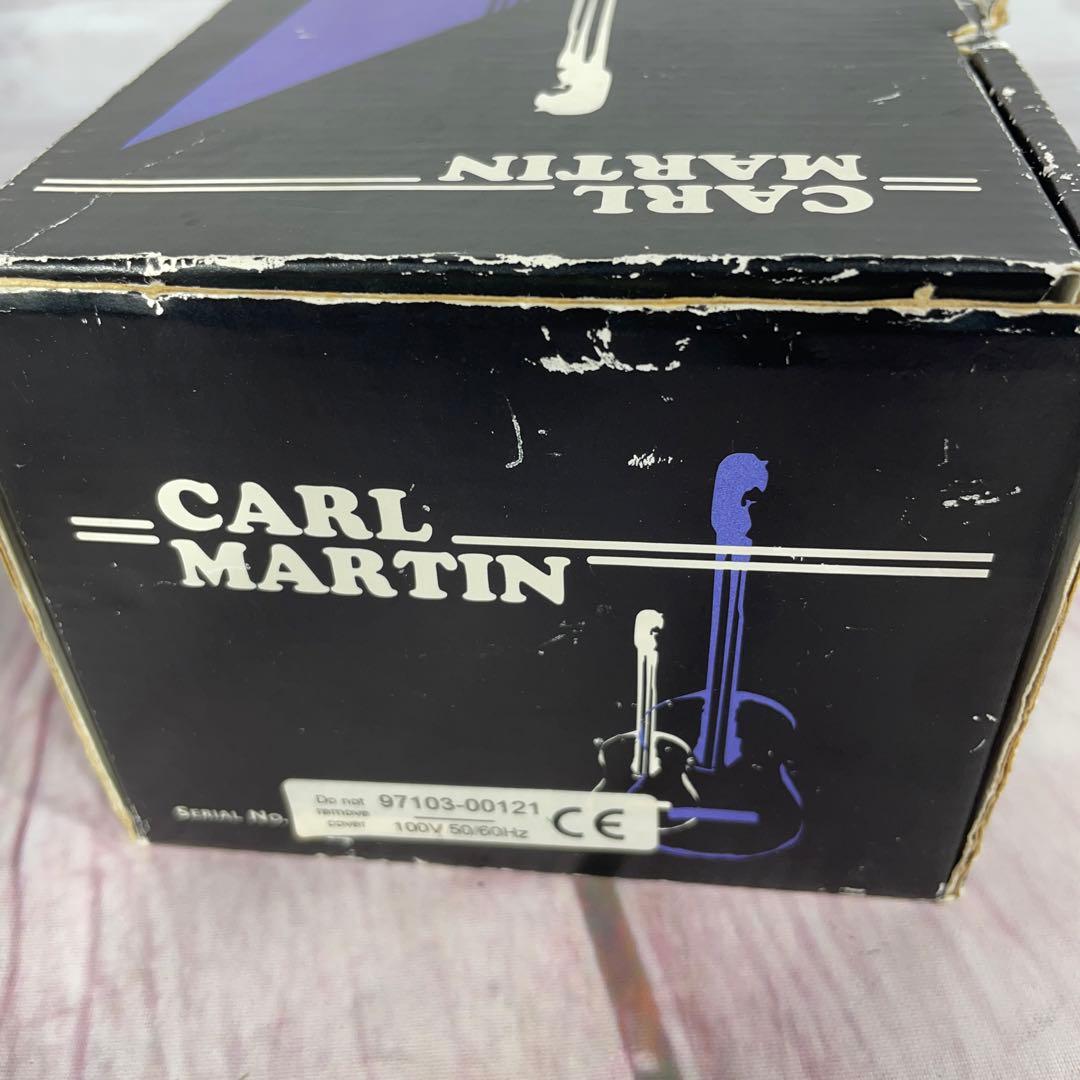 CARL
MARTIN
CARL
MARTIN
SERIAL No.
Do not
remove
cover
97103-00121
100V 50/60Hz
CE